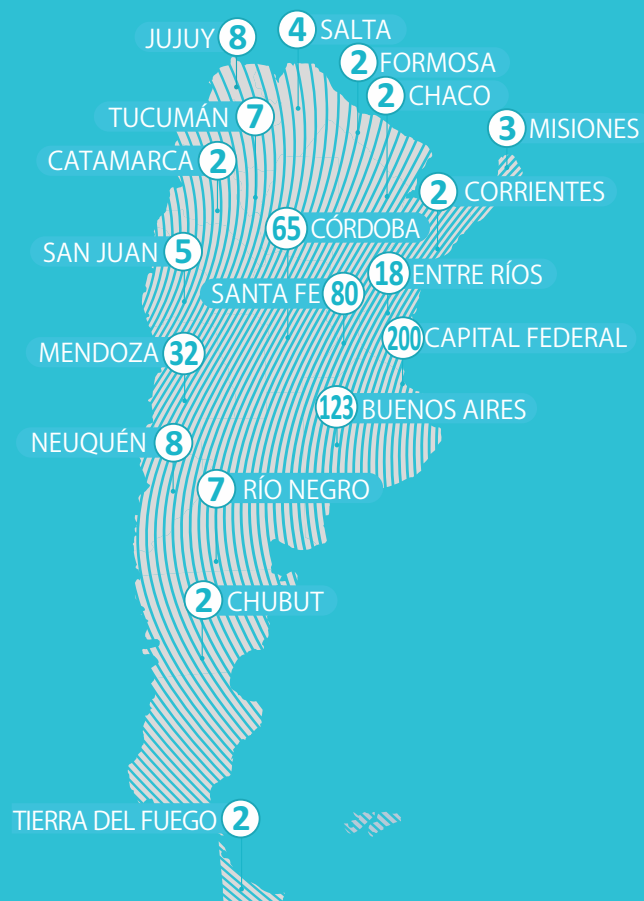 JUJUY 8
4 SALTA
2 FORMOSA
2 CHACO
TUCUMÁN 7
3 MISIONES
CATAMARCA 2
2 CORRIENTES
65 CÓRDOBA
SAN JUAN 5
18 ENTRE RÍOS
SANTA FE 80
200 CAPITAL FEDERAL
MENDOZA 32
123 BUENOS AIRES
NEUQUÉN 8
7 RÍO NEGRO
2 CHUBUT
TIERRA DEL FUEGO 2